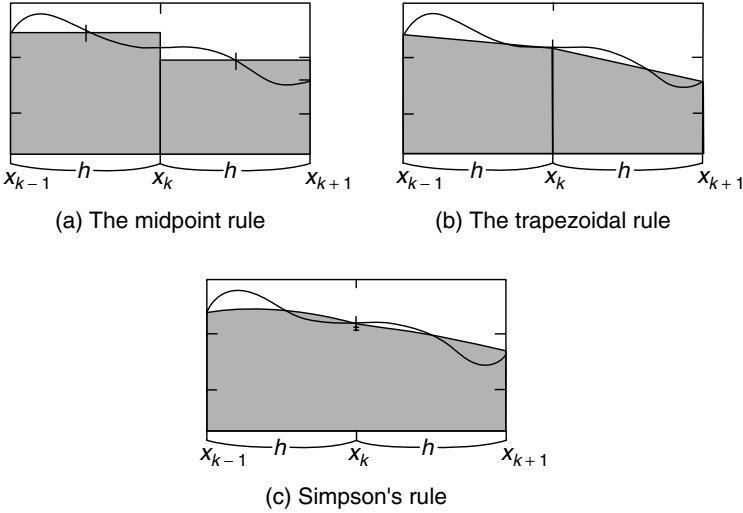 h h h h
x_{k−1} x_k x_{k+1} x_{k−1} x_k x_{k+1}
(a) The midpoint rule (b) The trapezoidal rule
h h
x_{k−1} x_k x_{k+1}
(c) Simpson's rule